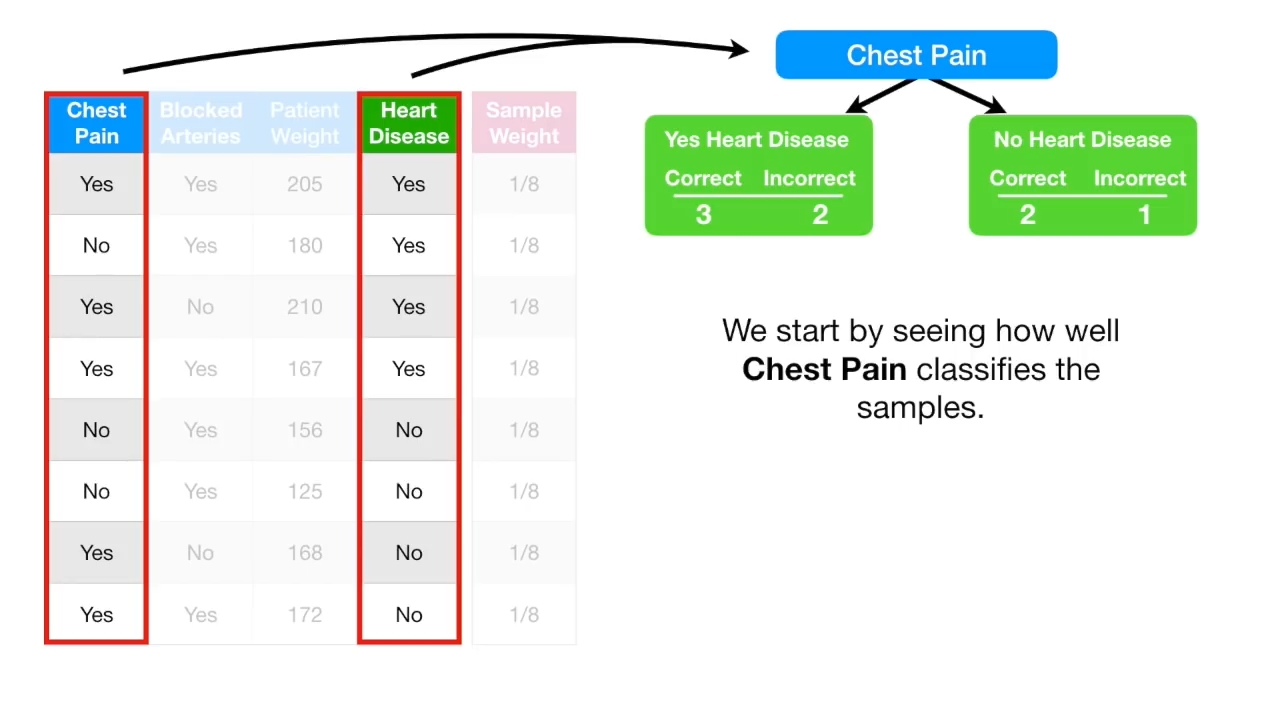 Chest Pain
Chest Blocked Patient Heart Sample
Pain Arteries Weight Disease Weight
Yes Yes 205 Yes 1/8
No Yes 180 Yes 1/8
Yes No 210 Yes 1/8
Yes Yes 167 Yes 1/8
No Yes 156 No 1/8
No Yes 125 No 1/8
Yes No 168 No 1/8
Yes Yes 172 No 1/8
Yes Heart Disease
Correct Incorrect
3 2
No Heart Disease
Correct Incorrect
2 1
We start by seeing how well
Chest Pain classifies the
samples.